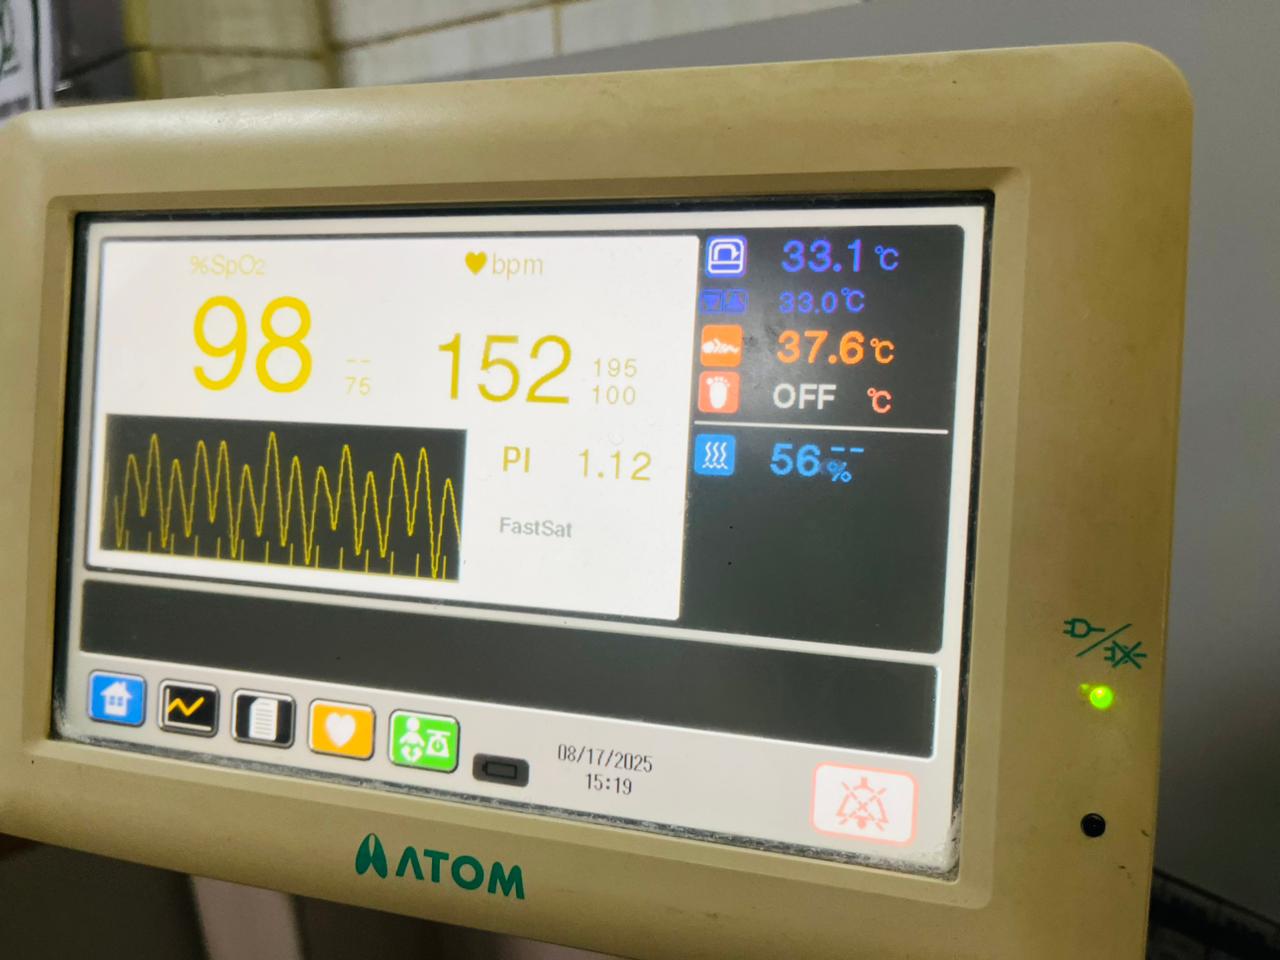 %SpO2
98
--
75
♥bpm
152
195
100
PI 1.12
FastSat
33.1 ℃
33.0℃
37.6 ℃
OFF ℃
56 %
--
08/17/2025
15:19
ATOM